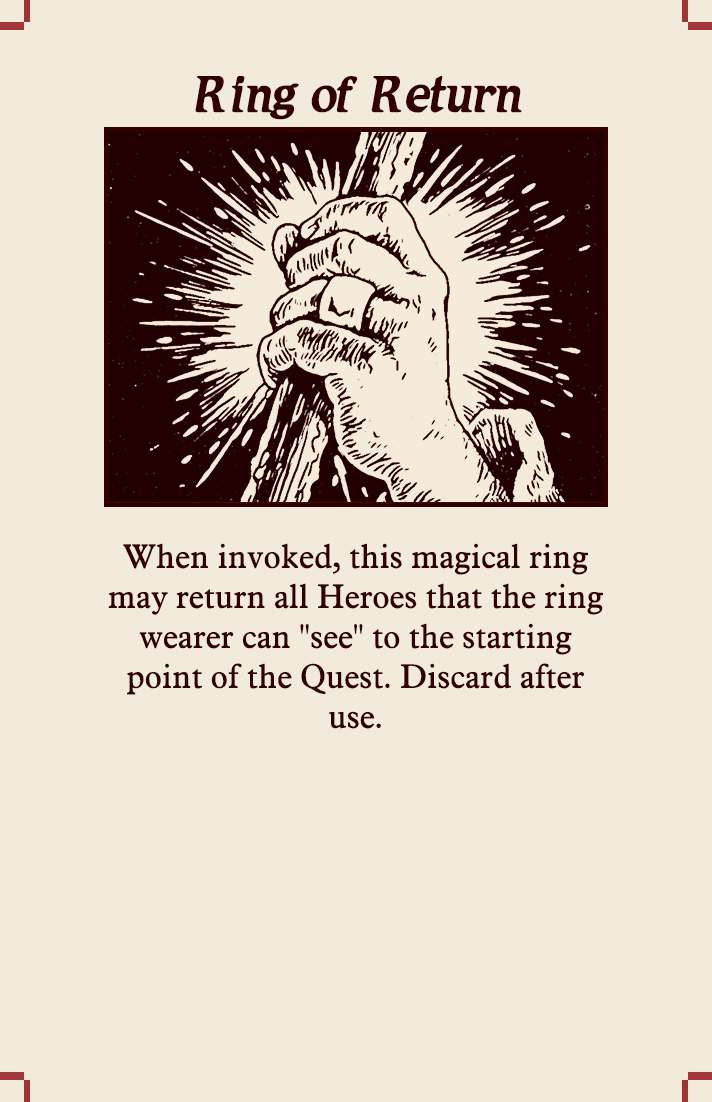 Ring of Return
When invoked, this magical ring
may return all Heroes that the ring
wearer can "see" to the starting
point of the Quest. Discard after
use.